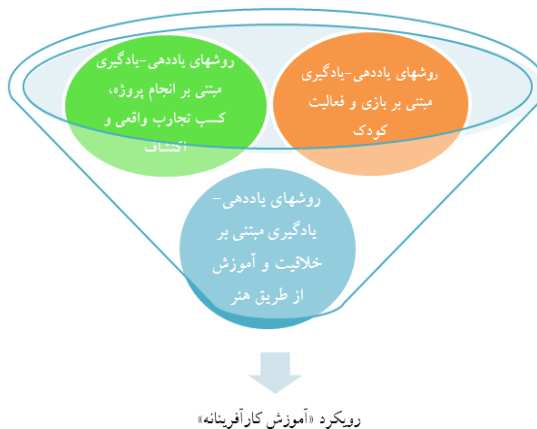 روشهای یاددهی-یادگیری
مبتنی بر بازی و فعالیت
کودک
روشهای یاددهی-یادگیری
مبتنی بر انجام پروژه،
کسب تجارب واقعی و
اکتشاف
روشهای یاددهی-
یادگیری مبتنی بر
خلاقیت و آموزش
از طریق هنر
رویکرد «آموزش کارآفرینانه»